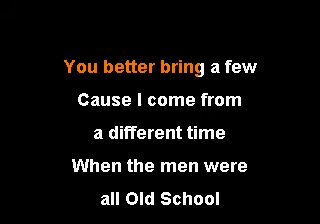 You better bring a few
Cause I come from
a different time
When the men were
all Old School